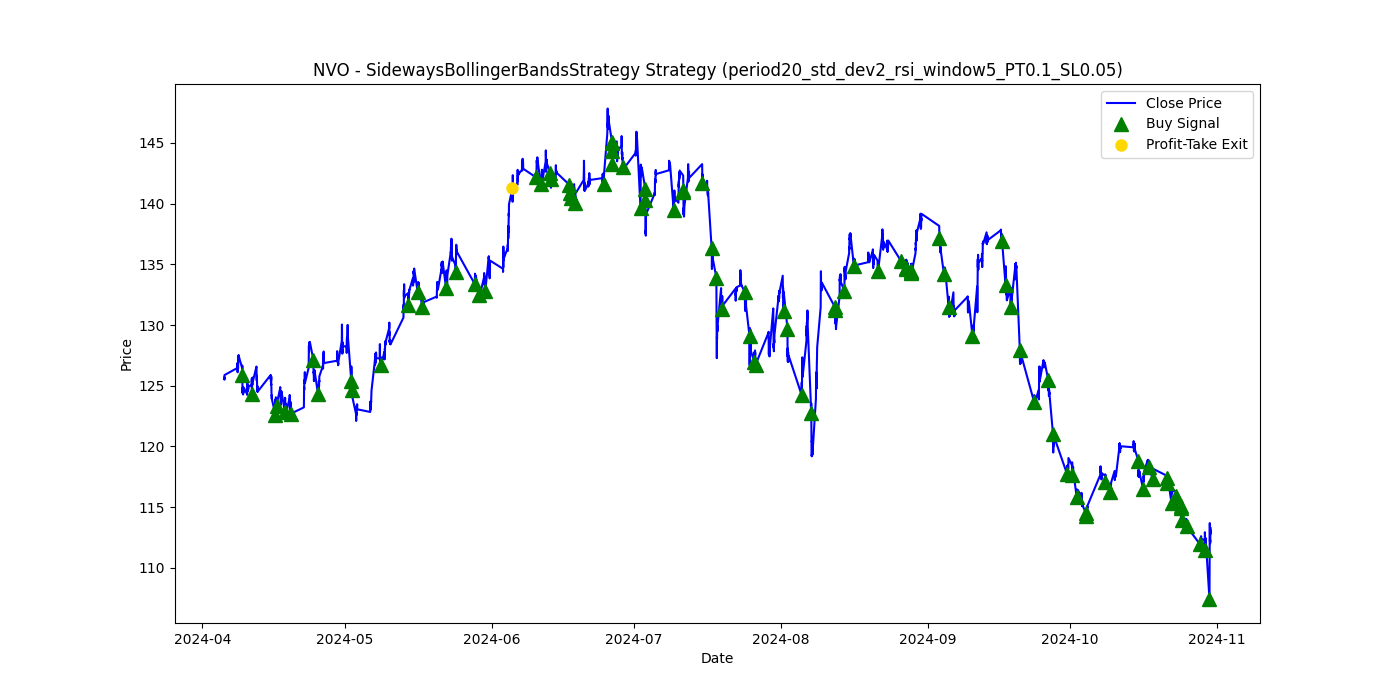 NVO - SidewaysBollingerBandsStrategy Strategy (period20_std_dev2_rsi_window5_PT0.1_SL0.05)
Close Price
Buy Signal
Profit-Take Exit
Price
145
140
135
130
125
120
115
110
2024-04
2024-05
2024-06
2024-07
2024-08
2024-09
2024-10
2024-11
Date